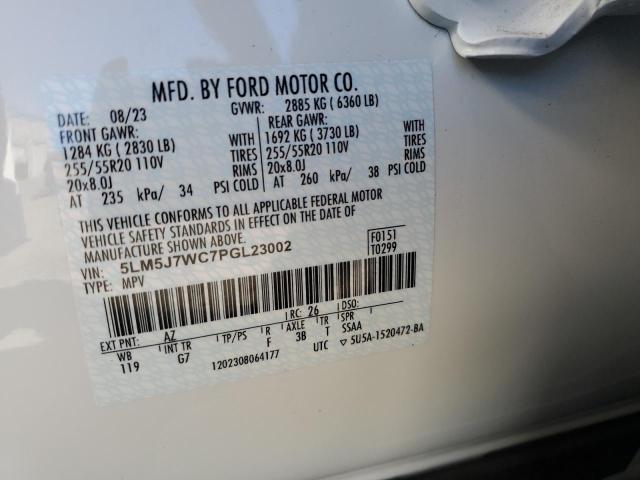 MFD. BY FORD MOTOR CO.
DATE: 08/23 GVWR: 2885 KG ( 6360 LB)
FRONT GAWR: WITH REAR GAWR: WITH
1284 KG ( 2830 LB) TIRES 1692 KG ( 3730 LB) TIRES
255/55R20 110V RIMS 255/55R20 110V RIMS
20x8.0J 20x8.0J
AT 235 kPa/ 34 PSI COLD AT 260 kPa/ 38 PSI COLD
THIS VEHICLE CONFORMS TO ALL APPLICABLE FEDERAL MOTOR
VEHICLE SAFETY STANDARDS IN EFFECT ON THE DATE OF
MANUFACTURE SHOWN ABOVE.
VIN: 5LM5J7WC7PGL23002 F0151
TYPE: MPV T0299
RC: 26 DSO:
EXT PNT: AZ
WB INT TR TP/PS R AXLE TR SPR
119 G7 F 3B T SSAA
1202308064177 UTC ▽5U5A-1520472-BA